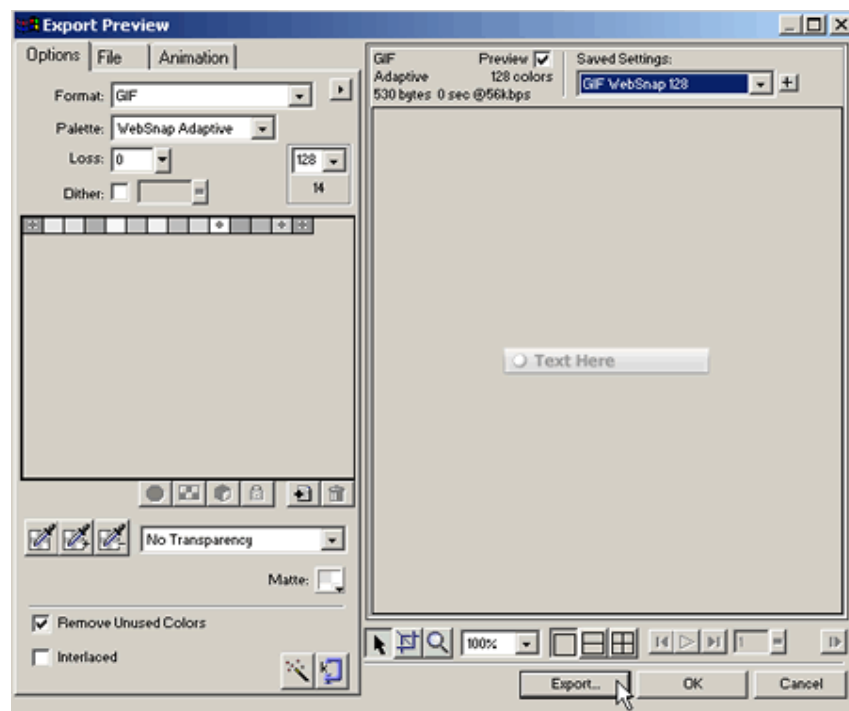 Export Preview
Options File Animation
Format: GIF
Palette: WebSnap Adaptive
Loss: 0
128
Dither:
14
No Transparency
Matte:
Remove Unused Colors
Interlaced
GIF Preview
Adaptive 128 colors
530 bytes 0 sec @56kbps
Saved Settings:
GIF WebSnap 128
Text Here
100%
1
Export... OK Cancel